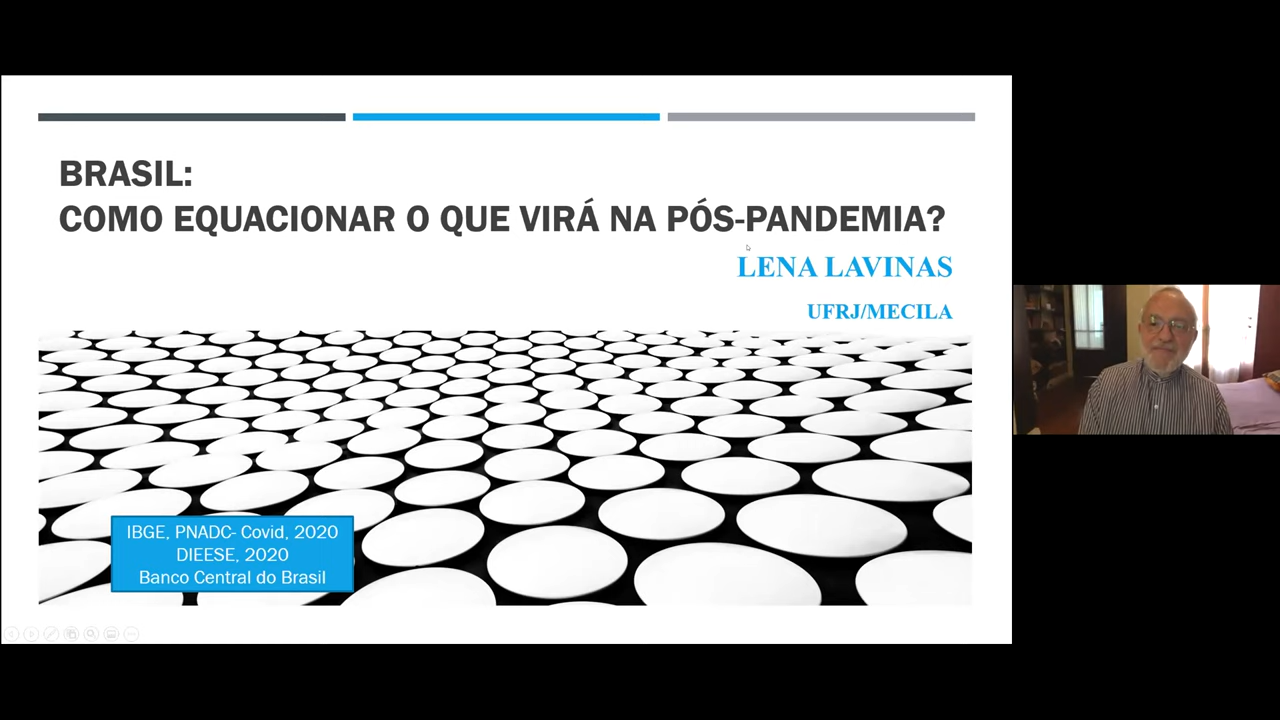 BRASIL:
COMO EQUACIONAR O QUE VIRÁ NA PÓS-PANDEMIA?
LENA LAVINAS
UFRJ/MECILA
IBGE, PNADC- Covid, 2020
DIEESE, 2020
Banco Central do Brasil